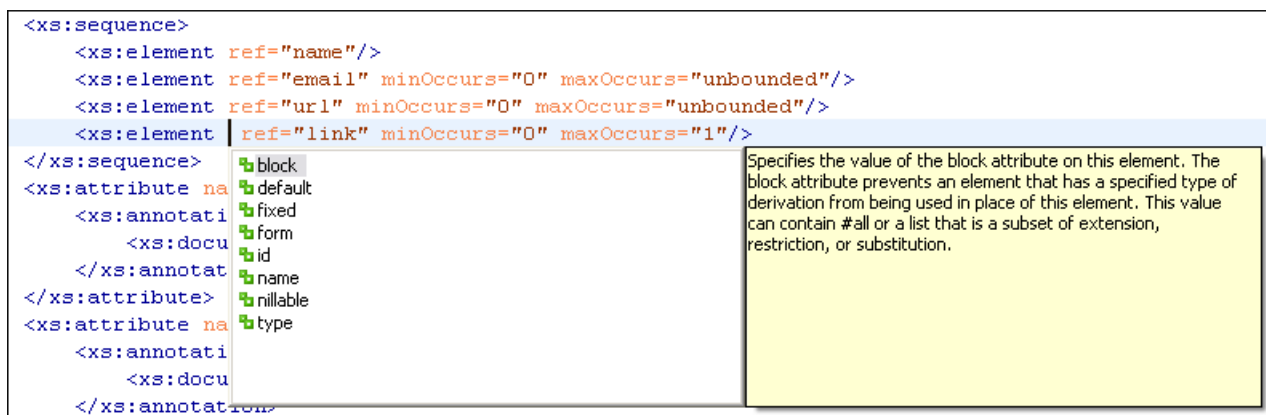 <xs:sequence>
<xs:element ref="name"/>
<xs:element ref="email" minOccurs="0" maxOccurs="unbounded"/>
<xs:element ref="url" minOccurs="0" maxOccurs="unbounded"/>
<xs:element ref="link" minOccurs="0" maxOccurs="1"/>
</xs:sequence>
<xs:attribute na
<xs:annotati
<xs:docu
</xs:annotat
</xs:attribute>
<xs:attribute na
<xs:annotati
<xs:docu
</xs:annotation>
block
default
fixed
form
id
name
nillable
type
Specifies the value of the block attribute on this element. The
block attribute prevents an element that has a specified type of
derivation from being used in place of this element. This value
can contain #all or a list that is a subset of extension,
restriction, or substitution.